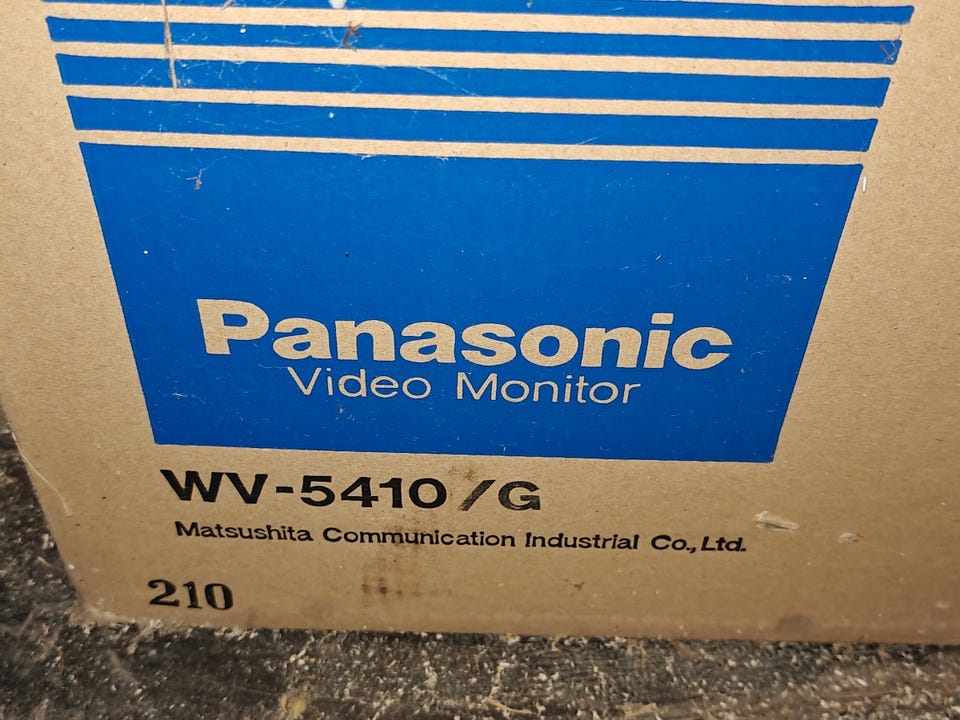 Panasonic
Video Monitor
WV-5410/G
Matsushita Communication Industrial Co., Ltd.
210